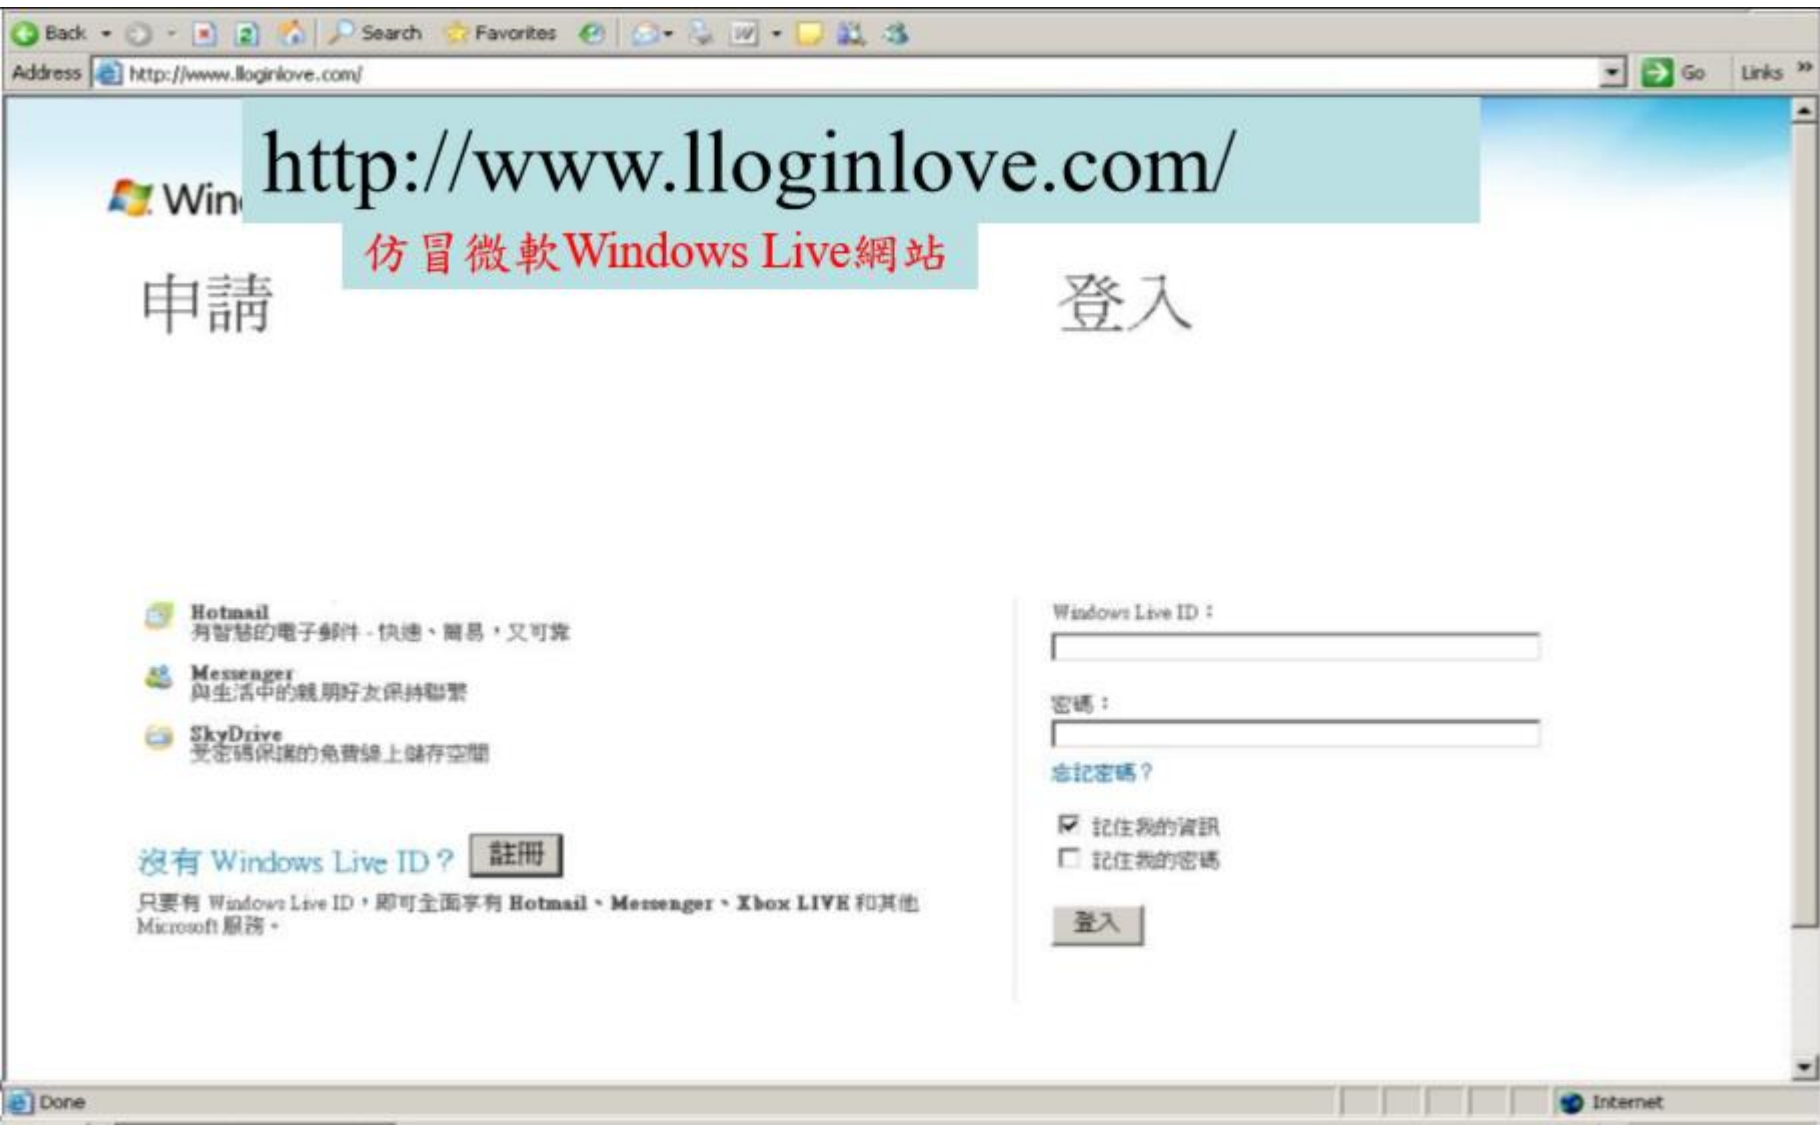 Back
Search
Favorites
Address http://www.lloginlove.com/
Go
Links »
http://www.lloginlove.com/
Win
仿冒微軟Windows Live網站
申請
登入
Hotmail
有智慧的電子郵件 - 快速、簡易，又可靠
Messenger
與生活中的親朋好友保持聯繫
SkyDrive
受密碼保護的免費線上儲存空間
沒有 Windows Live ID？ 註冊
只要有 Windows Live ID，即可全面享有 Hotmail、Messenger、Xbox LIVE 和其他
Microsoft 服務。
Windows Live ID：
密碼：
忘記密碼？
記住我的資訊
記住我的密碼
登入
Done
Internet